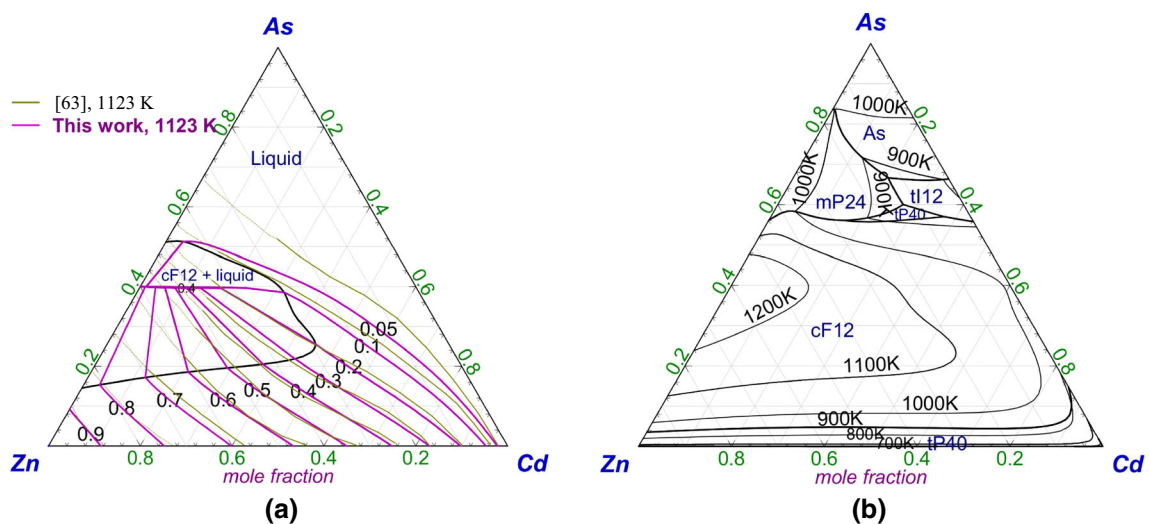 As
[63], 1123 K
This work, 1123 K
0.8
0.2
Liquid
0.6
0.4
cF12 + liquid
0.4
0.4
0.6
0.05
0.1
0.2
0.2
0.3
0.4
0.5
0.6
0.7
0.8
0.9
0.8
Zn
0.8
0.6
0.4
0.2
Cd
mole fraction
(a)
As
1000K
0.8
0.2
As
900K
1000K
900K
0.6
mP24
tI12
tP40
0.4
0.4
0.6
1200K
cF12
0.2
1100K
0.8
1000K
900K
800K
700K
tP40
Zn
0.8
0.6
0.4
0.2
Cd
mole fraction
(b)